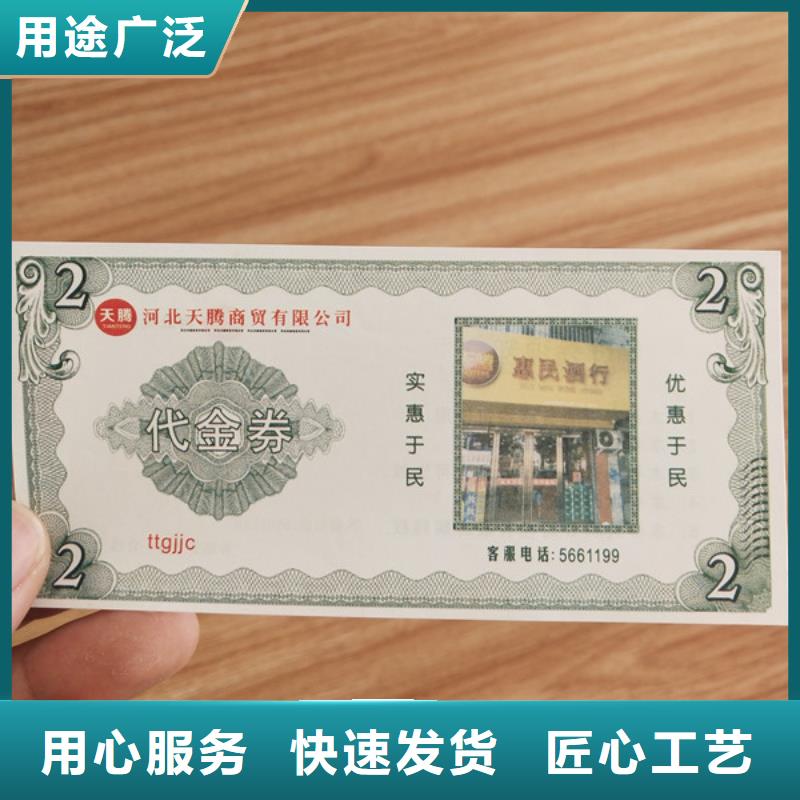 用途广泛
2
2
天腾
TIANTENG
河北天腾商贸有限公司
代金券
ttgjjc
实惠于民
惠民酒行
优惠于民
客服电话:5661199
2
2
用心服务 快速发货 匠心工艺